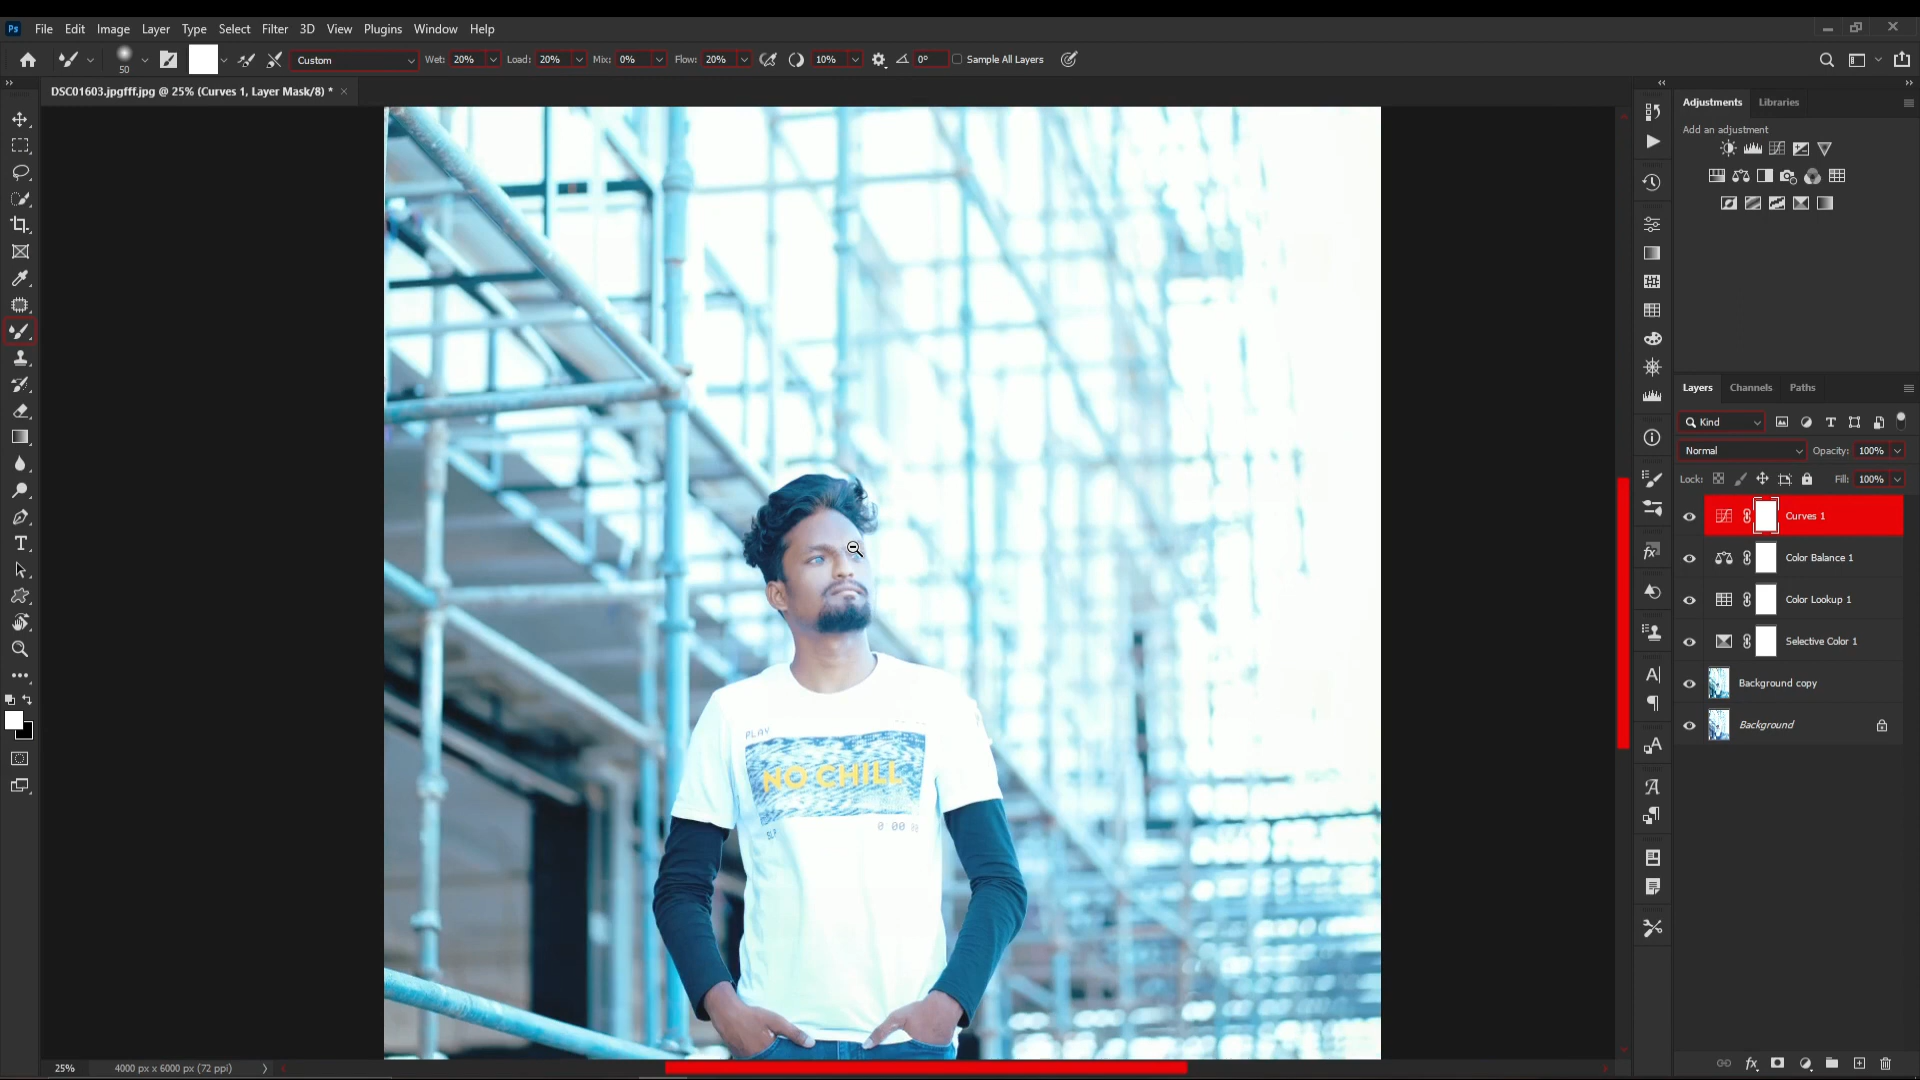 Ps File Edit Image Layer Type Select Filter 3D View Plugins Window Help
50 Custom Wet: 20% Load: 20% Mix: 0% Flow: 20% 10% 0° Sample All Layers
DSC01603.jpgfff.jpg @ 25% (Curves 1, Layer Mask/8) * ×
Adjustments Libraries
Add an adjustment
Layers Channels Paths
Kind
Normal Opacity: 100%
Lock: Fill: 100%
Curves 1
Color Balance 1
Color Lookup 1
Selective Color 1
Background copy
Background
PLAY
NO CHILL
25% 4000 px x 6000 px (72 ppi)